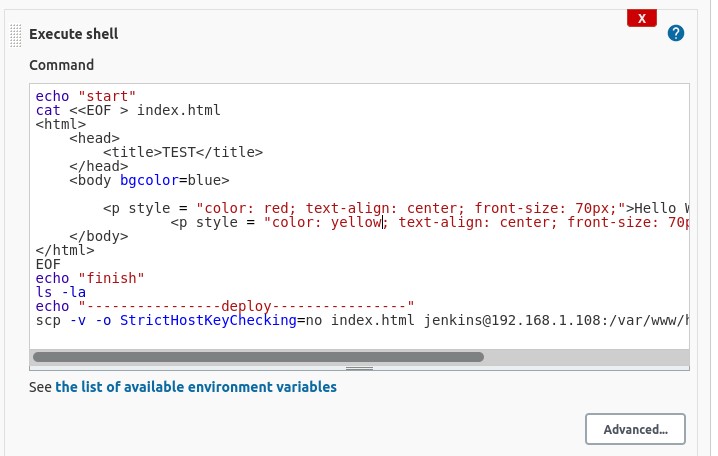 X
Execute shell
?
Command
echo "start"
cat <<EOF > index.html
<html>
    <head>
        <title>TEST</title>
    </head>
    <body bgcolor=blue>
        <p style = "color: red; text-align: center; front-size: 70px;">Hello
                <p style = "color: yellow; text-align: center; front-size:
    </body>
</html>
EOF
echo "finish"
ls -la
echo "----------------deploy----------------"
scp -v -o StrictHostKeyChecking=no index.html jenkins@192.168.1.108:/var/www/
See the list of available environment variables
Advanced...